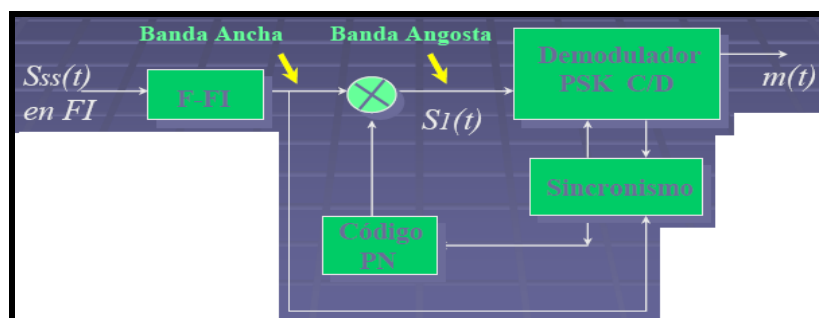 Banda Ancha
Banda Angosta
Sss(t)
en FI
F-FI
S1(t)
Demodulador
PSK C/D
m(t)
Sincronismo
Código
PN